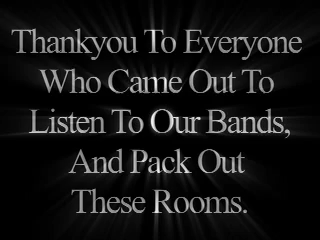 Thankyou To Everyone
Who Came Out To
Listen To Our Bands,
And Pack Out
These Rooms.